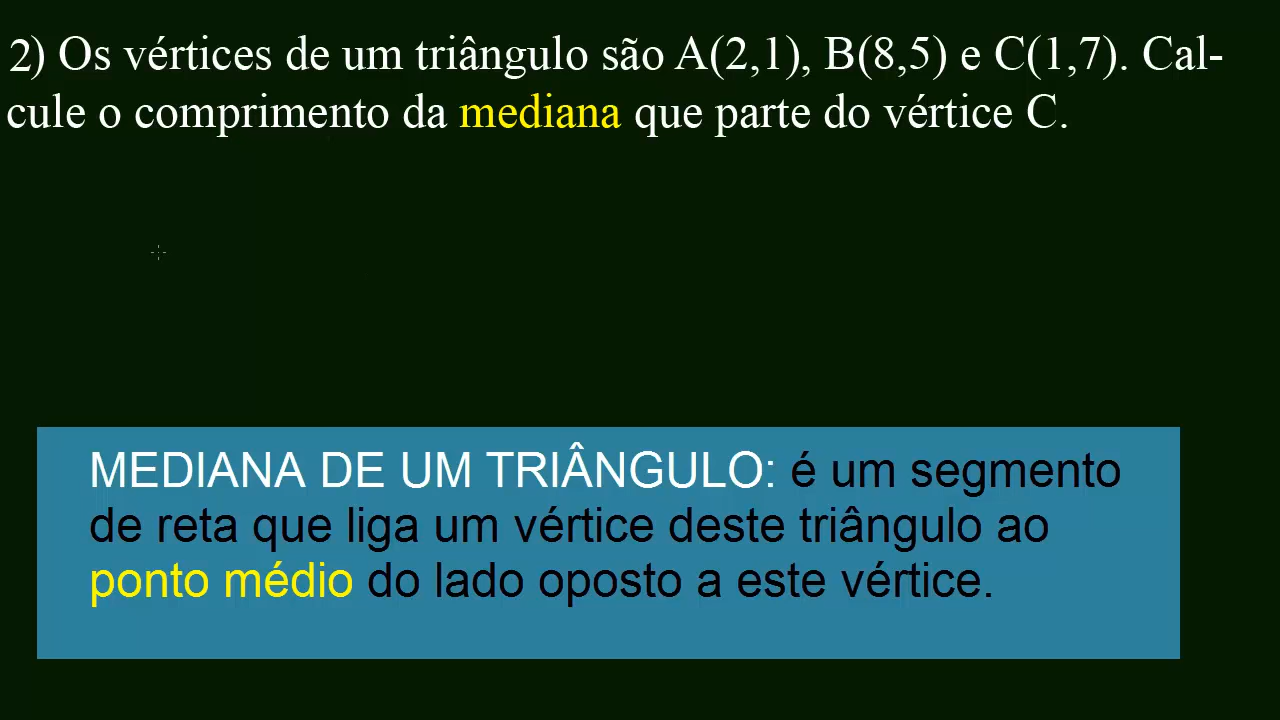 2) Os vértices de um triângulo são A(2,1), B(8,5) e C(1,7). Cal-
cule o comprimento da mediana que parte do vértice C.
MEDIANA DE UM TRIÂNGULO: é um segmento
de reta que liga um vértice deste triângulo ao
ponto médio do lado oposto a este vértice.